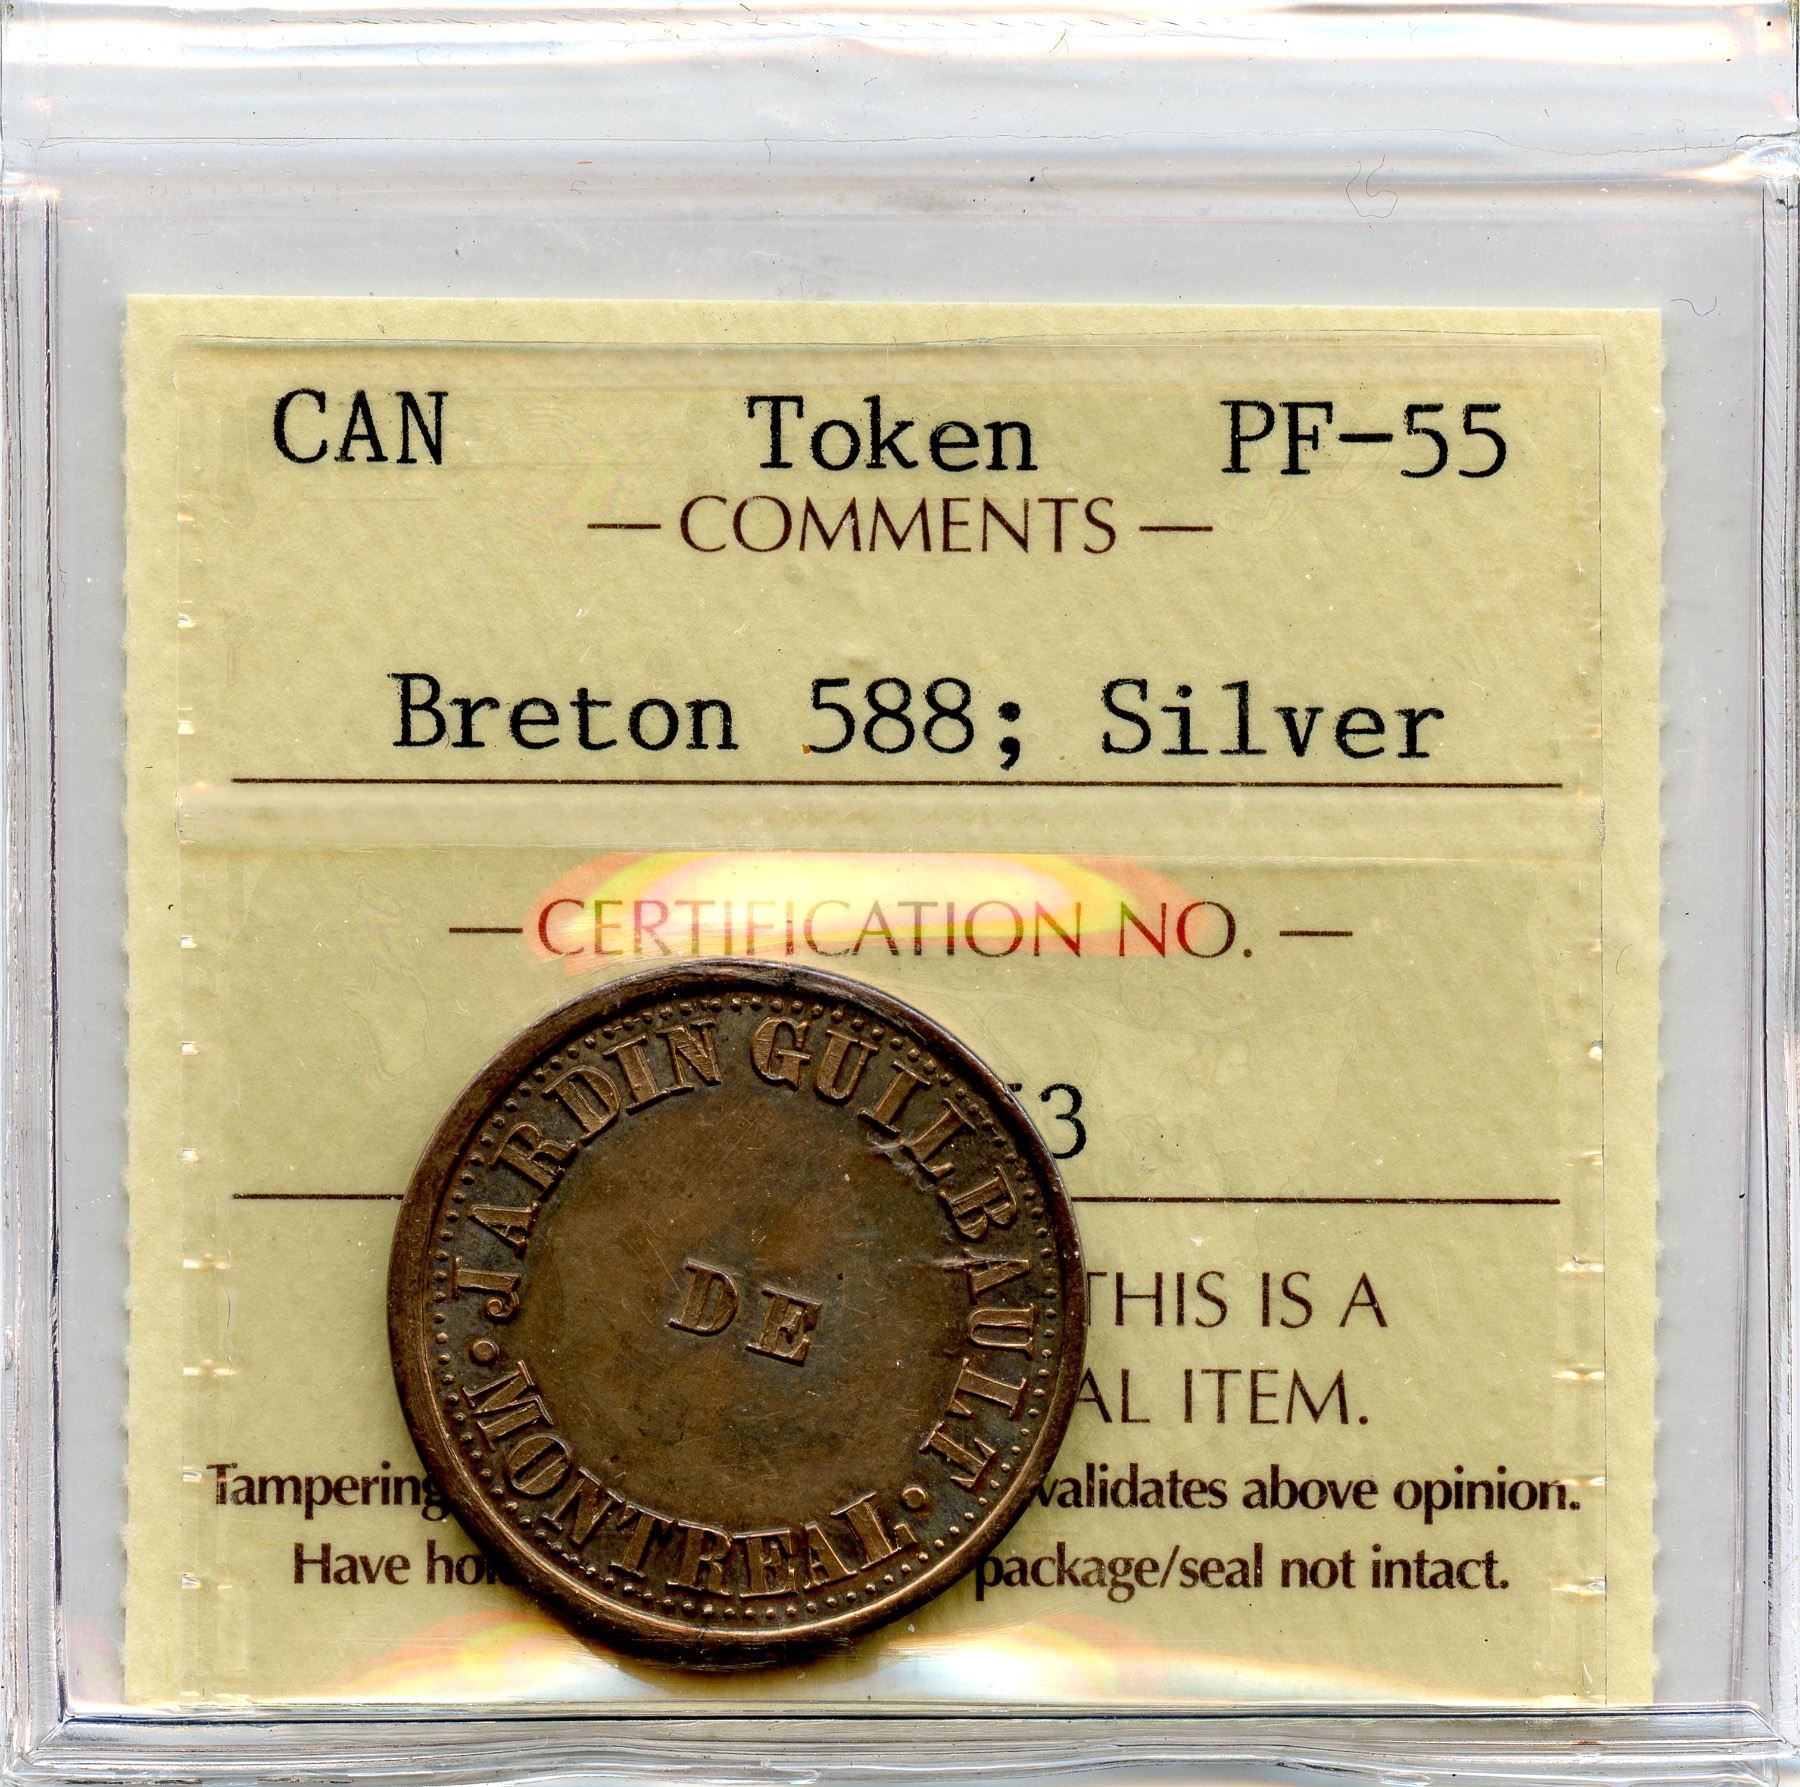 CAN Token PF-55
— COMMENTS —
Breton 588; Silver
— CERTIFICATION NO. —
3
THIS IS A
AL ITEM.
Tampering validates above opinion.
Have package/seal not intact.
JARDIN GUILBAULT.
DE
·MONTREAL·